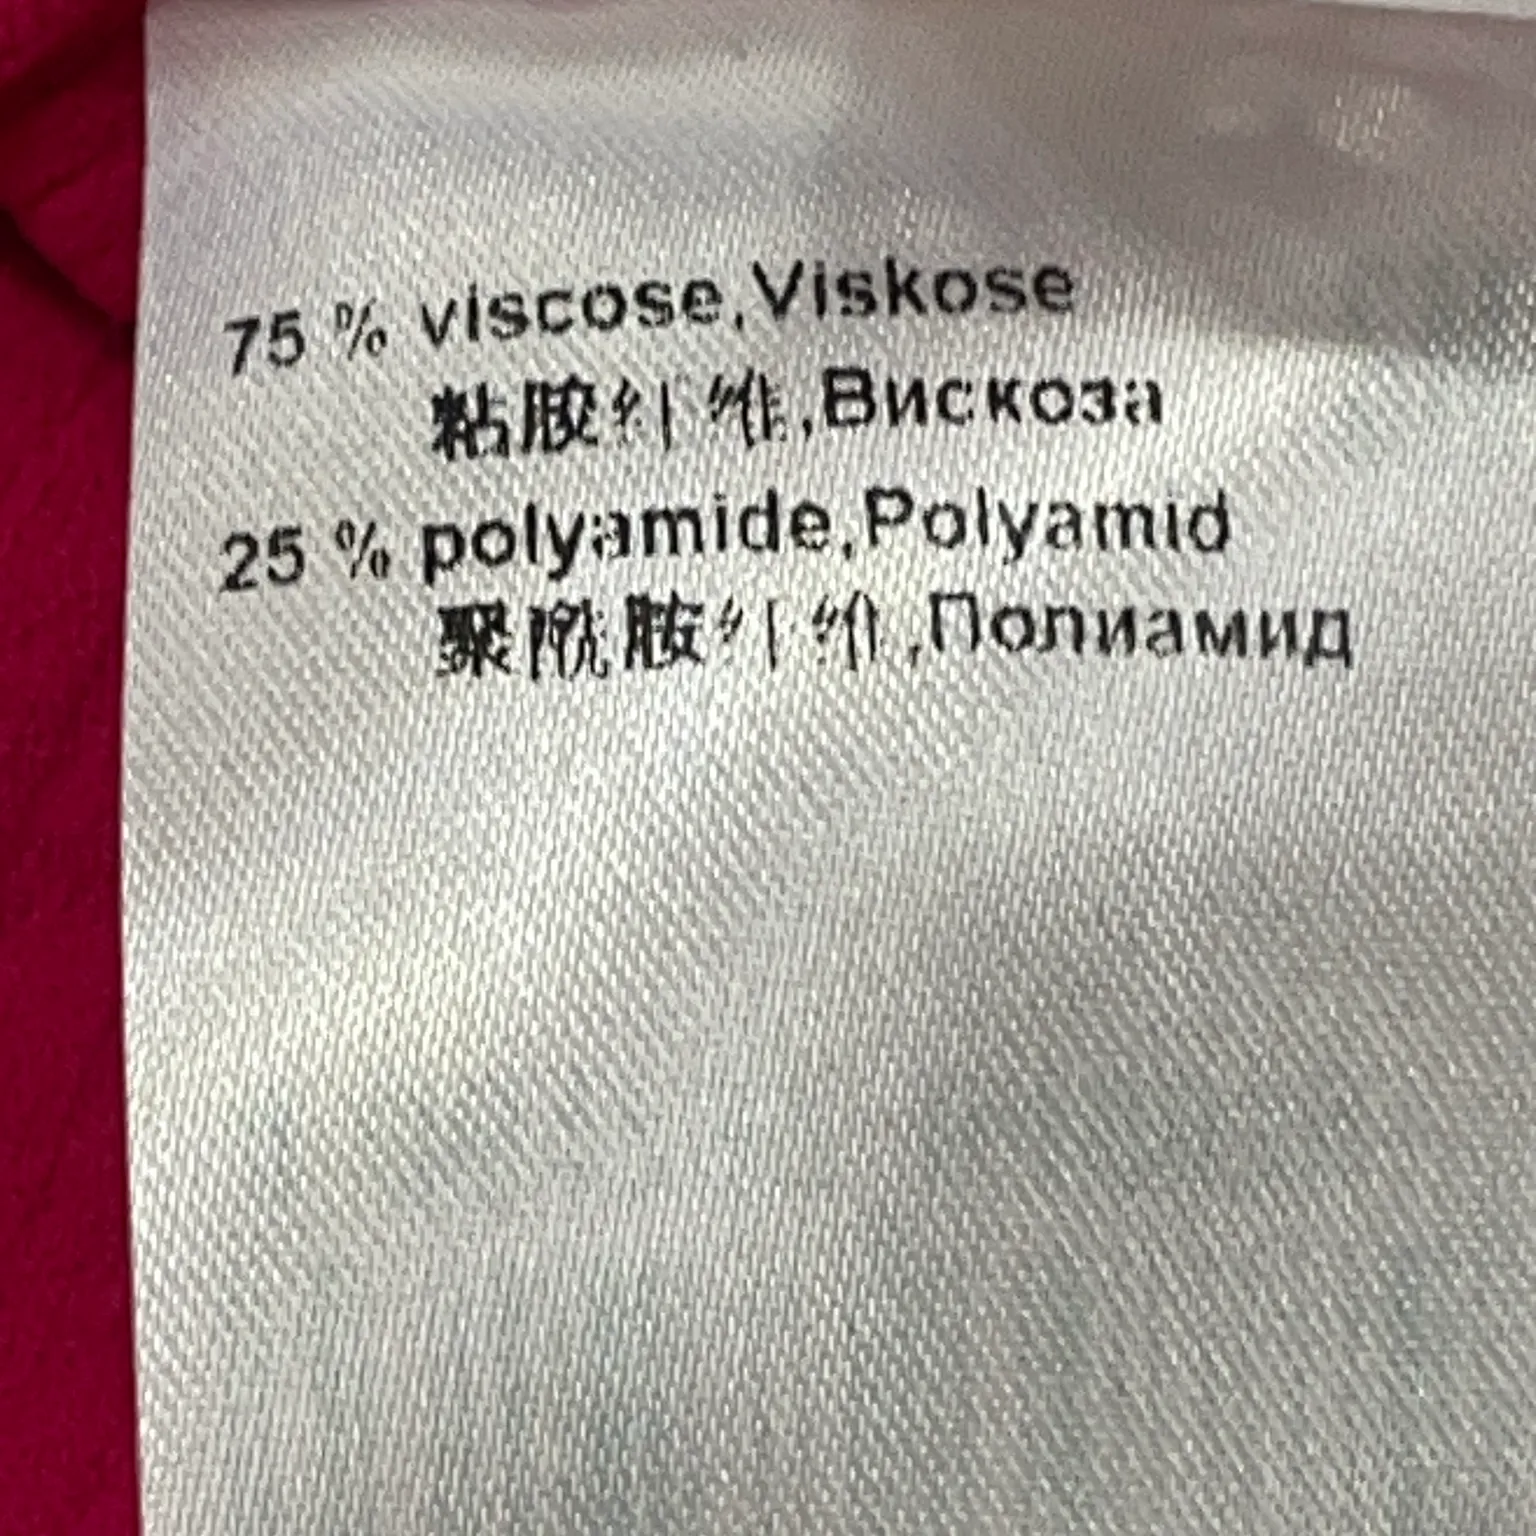 75 % viscose,Viskose
粘胶纤维,Вискоза
25 % polyamide,Polyamid
聚酰胺纤维,Полиамид